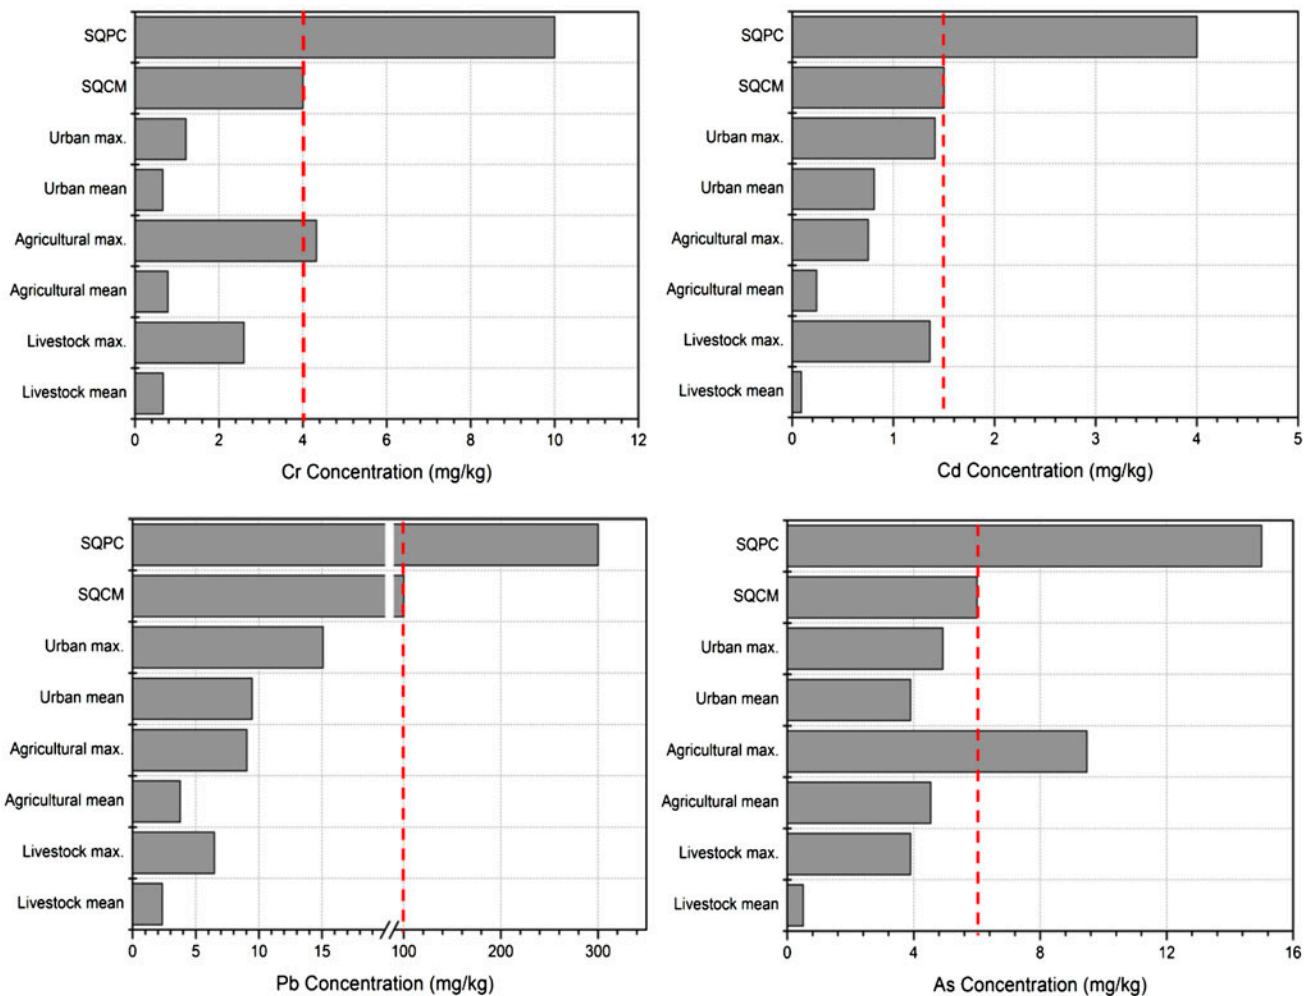 SQPC
SQCM
Urban max.
Urban mean
Agricultural max.
Agricultural mean
Livestock max.
Livestock mean
0 2 4 6 8 10 12
Cr Concentration (mg/kg)
SQPC
SQCM
Urban max.
Urban mean
Agricultural max.
Agricultural mean
Livestock max.
Livestock mean
0 1 2 3 4 5
Cd Concentration (mg/kg)
SQPC
SQCM
Urban max.
Urban mean
Agricultural max.
Agricultural mean
Livestock max.
Livestock mean
0 5 10 15 100 200 300
Pb Concentration (mg/kg)
SQPC
SQCM
Urban max.
Urban mean
Agricultural max.
Agricultural mean
Livestock max.
Livestock mean
0 4 8 12 16
As Concentration (mg/kg)